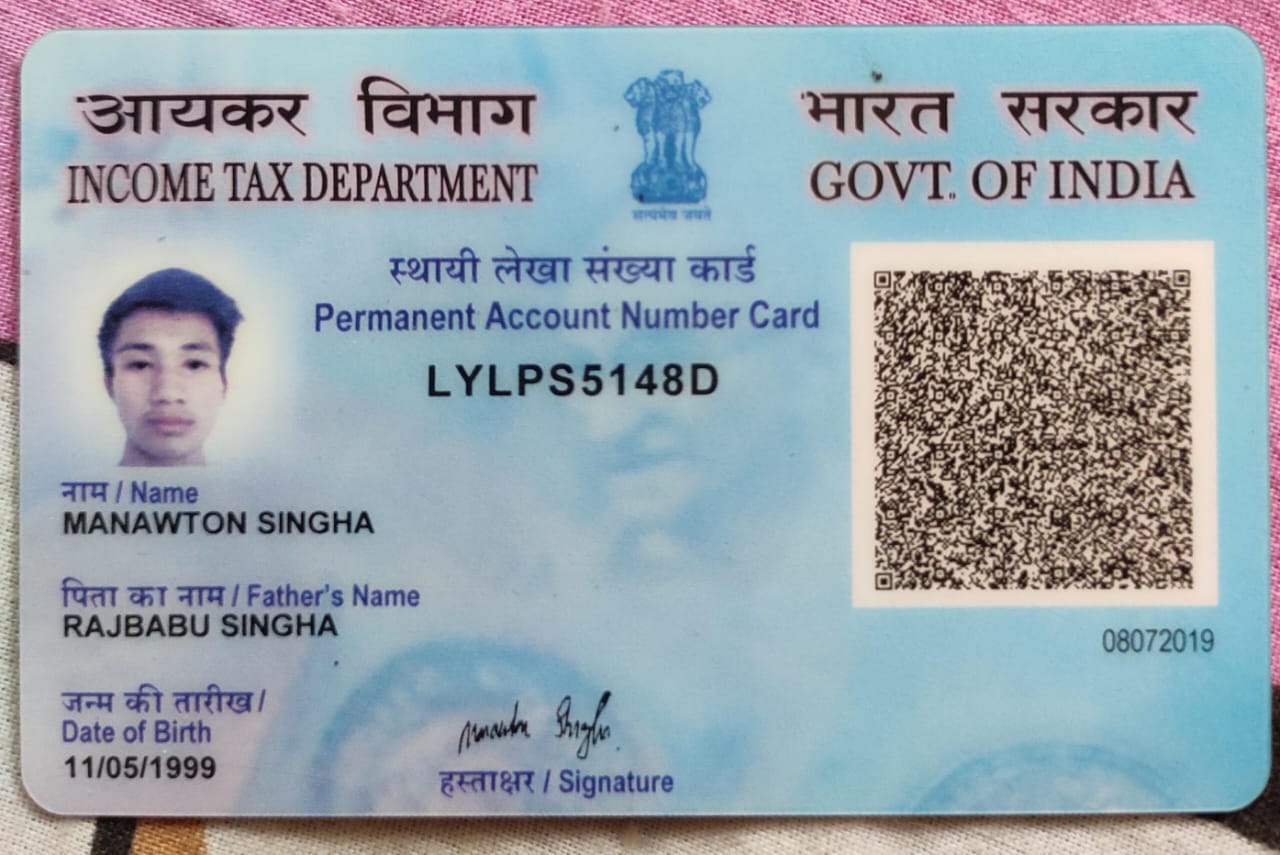 आयकर विभाग
INCOME TAX DEPARTMENT
सत्यमेव जयते
भारत सरकार
GOVT. OF INDIA
स्थायी लेखा संख्या कार्ड
Permanent Account Number Card
LYLPS5148D
नाम / Name
MANAWTON SINGHA
पिता का नाम / Father's Name
RAJBABU SINGHA
08072019
जन्म की तारीख /
Date of Birth
11/05/1999
Manawton Singha
हस्ताक्षर / Signature